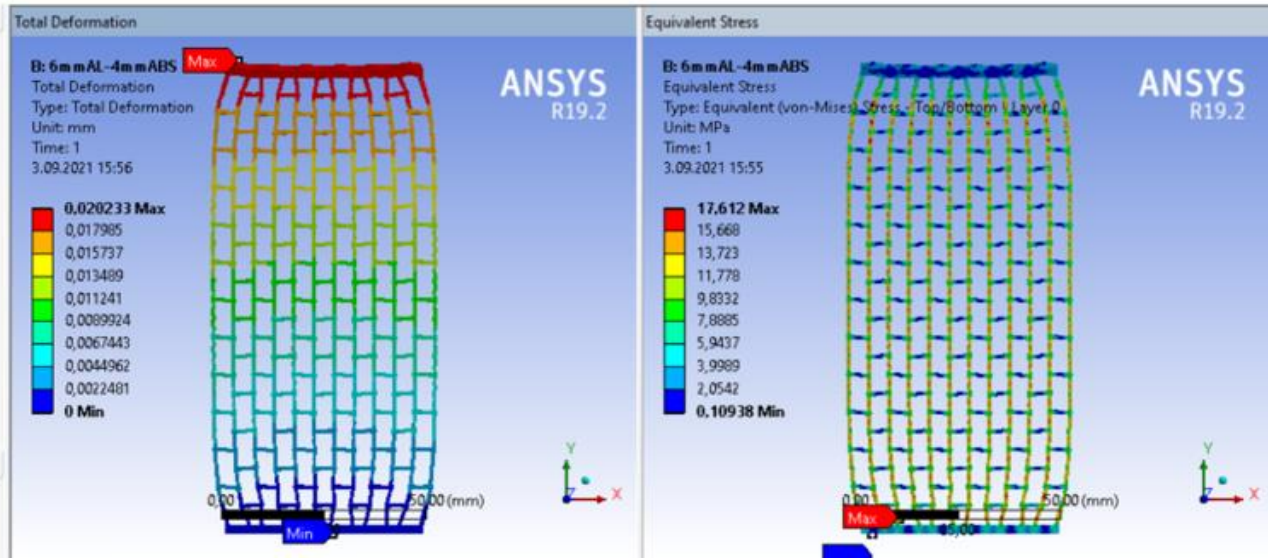 Total Deformation
B: 6mmAL-4mmABS
Total Deformation
Type: Total Deformation
Unit: mm
Time: 1
3.09.2021 15:56
0.020233 Max
0,017985
0,015737
0,013489
0,011241
0,0089924
0,0067443
0,0044962
0,0022481
0 Min
Max
ANSYS
R19.2
0,00
50,00 (mm)
Min
Y
X
Z
Equivalent Stress
B: 6mmAL-4mmABS
Equivalent Stress
Type: Equivalent (von-Mises) Stress - Top/Bottom - Layer 0
Unit: MPa
Time: 1
3.09.2021 15:55
17,612 Max
15,668
13,723
11,778
9,8332
7,8885
5,9437
3,9989
2,0542
0.10938 Min
ANSYS
R19.2
0,00
50,00 (mm)
Max
Y
X
Z